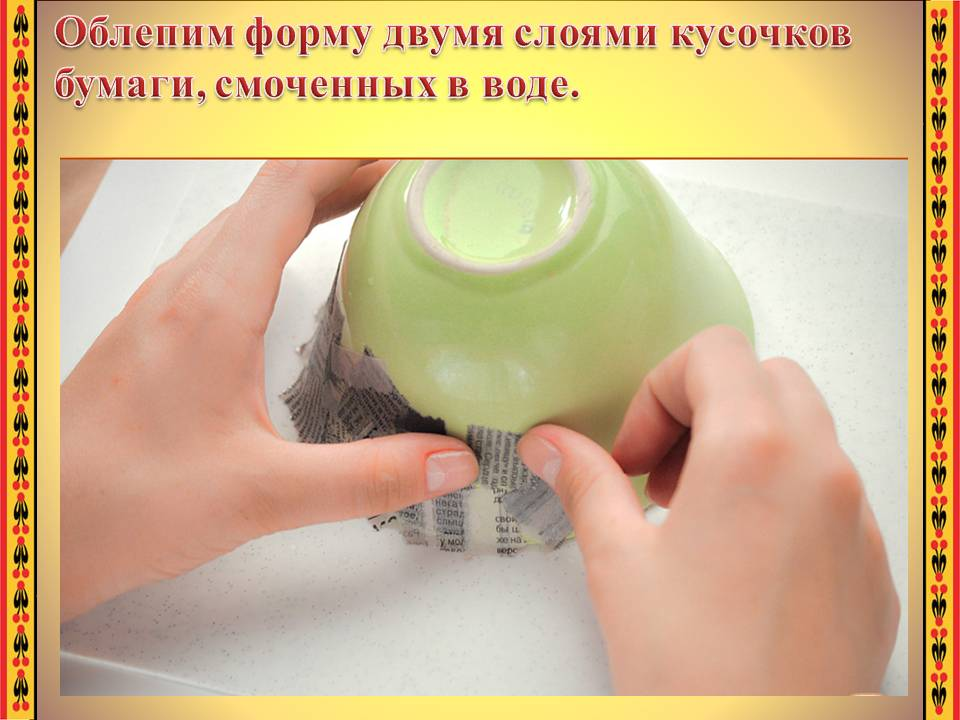 Облепим форму двумя слоями кусочков
бумаги, смоченных в воде.